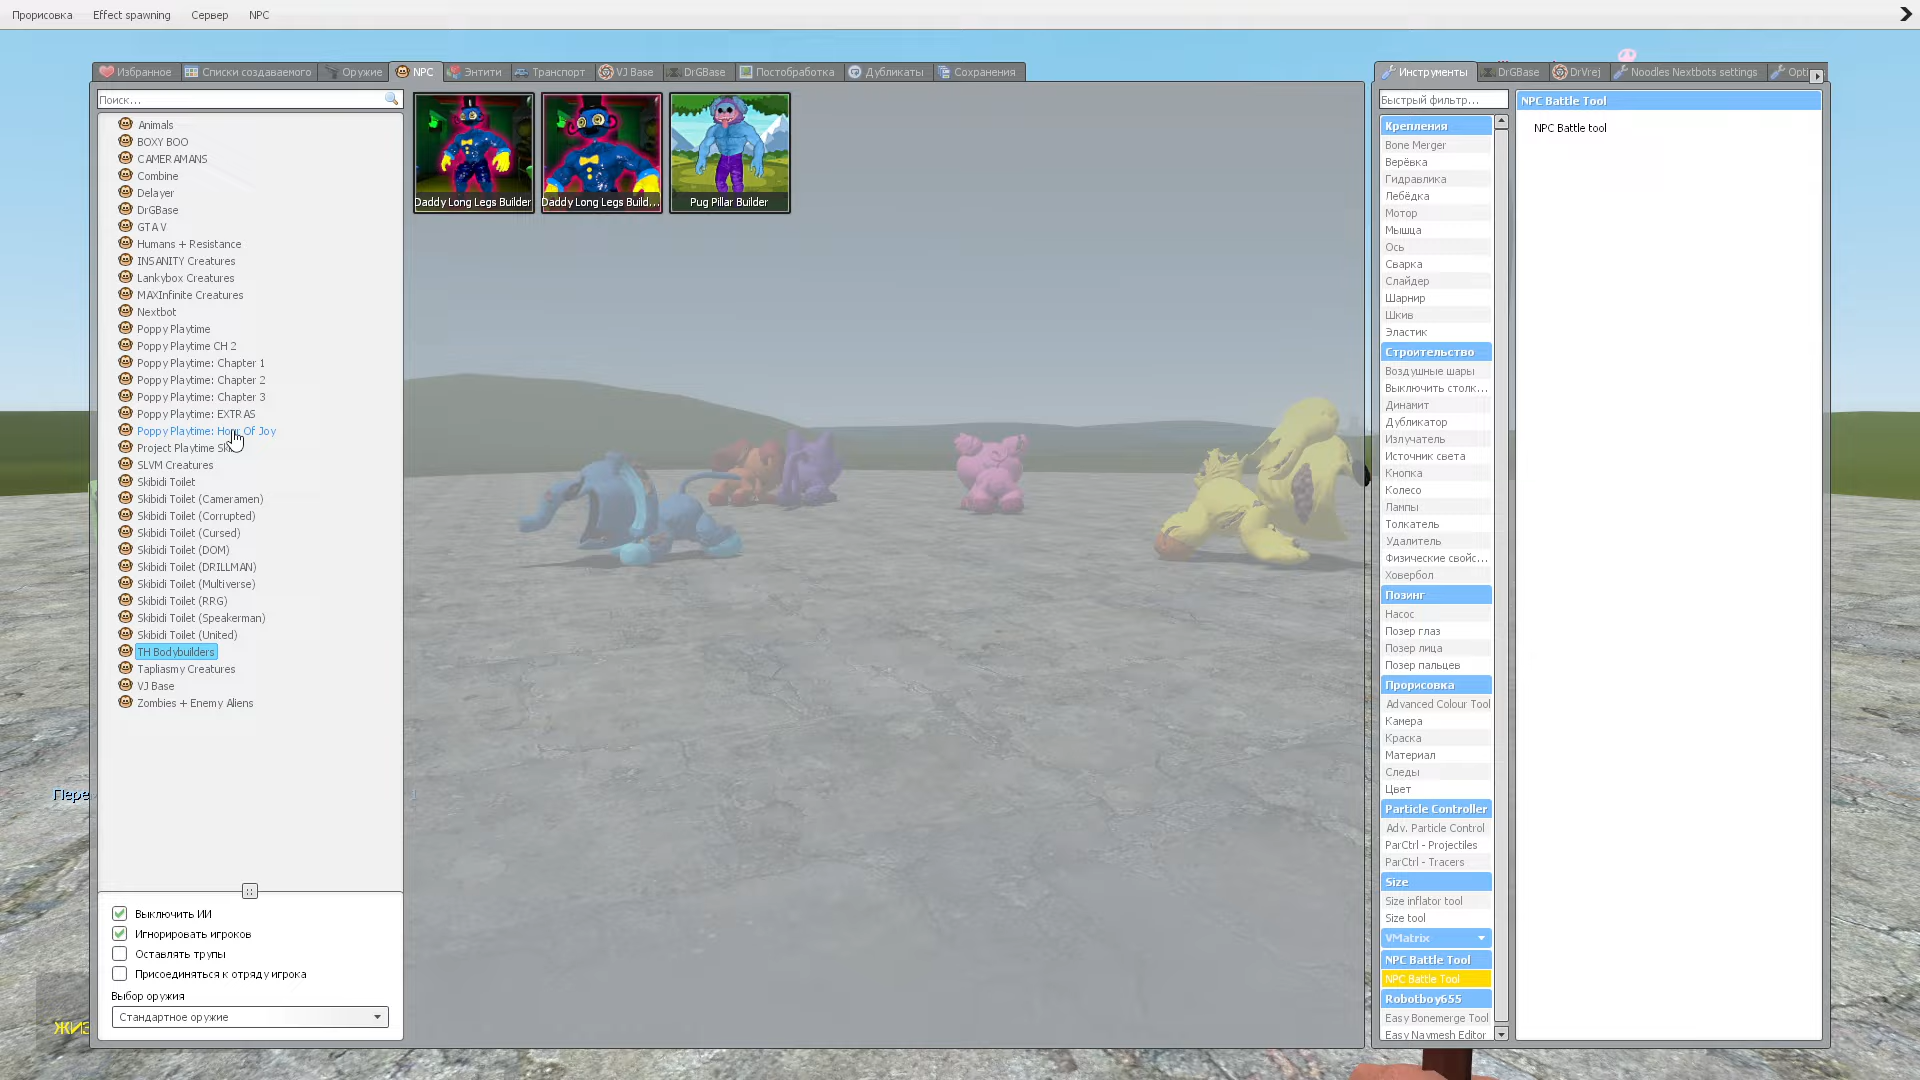 Прорисовка Effect spawning Сервер NPC
Избранное Списки создаваемого Оружие NPC Энтити Транспорт VJ Base DrGBase Постобработка Дубликаты Сохранения
Поиск...
Animals
BOXY BOO
CAMERAMANS
Combine
Delayer
DrGBase
GTA V
Humans + Resistance
INSANITY Creatures
Lankybox Creatures
MAXInfinite Creatures
Nextbot
Poppy Playtime
Poppy Playtime CH 2
Poppy Playtime: Chapter 1
Poppy Playtime: Chapter 2
Poppy Playtime: Chapter 3
Poppy Playtime: EXTRAS
Poppy Playtime: Hour Of Joy
Project Playtime
SLVM Creatures
Skibidi Toilet
Skibidi Toilet (Cameramen)
Skibidi Toilet (Corrupted)
Skibidi Toilet (Cursed)
Skibidi Toilet (DOM)
Skibidi Toilet (DRILLMAN)
Skibidi Toilet (Multiverse)
Skibidi Toilet (RRG)
Skibidi Toilet (Speakerman)
Skibidi Toilet (United)
TH Bodybuilders
Tapliasmy Creatures
VJ Base
Zombies + Enemy Aliens
Выключить ИИ
Игнорировать игроков
Оставлять трупы
Присоединяться к отряду игрока
Выбор оружия
Стандартное оружие
Daddy Long Legs Builder
Daddy Long Legs Build...
Pug Pillar Builder
Пере
ЖИЗ
Инструменты DrGBase DrVrej Noodles Nextbots settings Opti
Быстрый фильтр...
Крепления
Bone Merger
Верёвка
Гидравлика
Лебёдка
Мотор
Мышца
Ось
Сварка
Слайдер
Шарнир
Шкив
Эластик
Строительство
Воздушные шары
Выключить столк...
Динамит
Дубликатор
Излучатель
Источник света
Кнопка
Колесо
Лампы
Толкатель
Удалитель
Физические свойс...
Ховербол
Позинг
Насос
Позер глаз
Позер лица
Позер пальцев
Прорисовка
Advanced Colour Tool
Камера
Краска
Материал
Следы
Цвет
Particle Controller
Adv. Particle Control
ParCtrl - Projectiles
ParCtrl - Tracers
Size
Size inflator tool
Size tool
VMatrix
NPC Battle Tool
NPC Battle Tool
Robotboy655
Easy Bonemerge Tool
Easy Navmesh Editor
NPC Battle Tool
NPC Battle tool